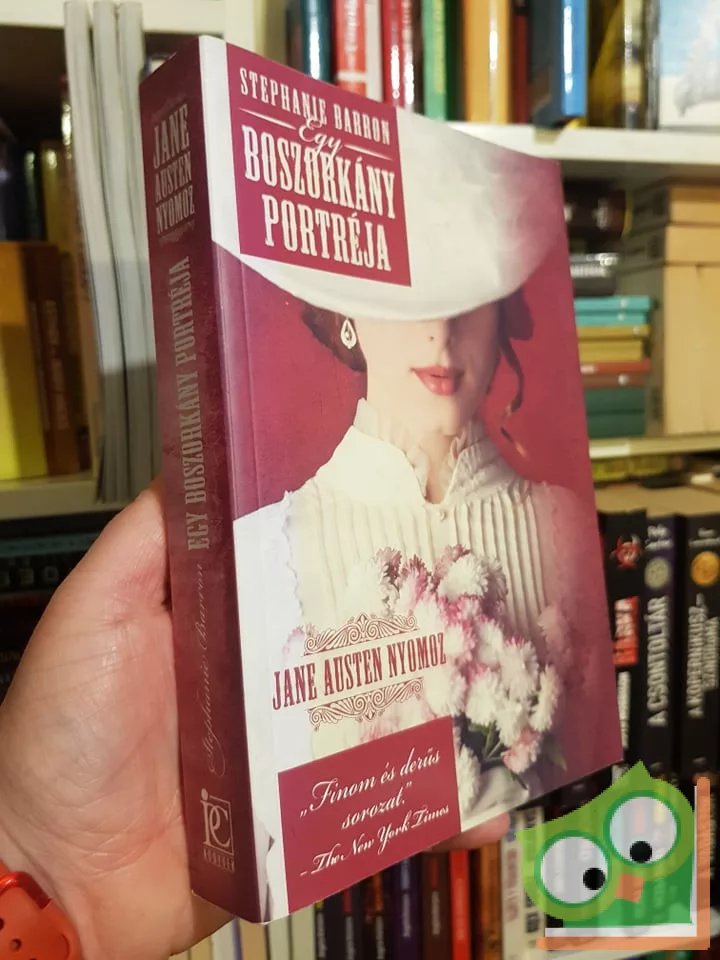 STEPHANIE BARRON
Egy
BOSZORKÁNY
PORTRÉJA
JANE AUSTEN NYOMOZ
„Finom és derűs
sorozat."
– The New York Times
JANE
AUSTEN
NYOMOZ
EGY BOSZORKÁNY PORTRÉJA
Stephanie Barron
A CSONTOLVÁR